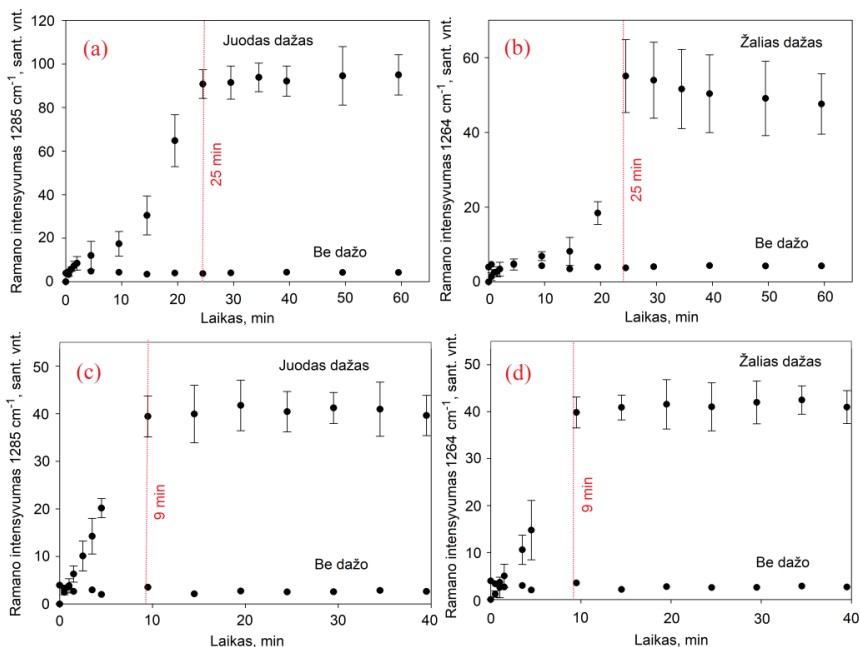 (a)
Juodas dažas
Be dažo
25 min
Ramano intensyvumas 1285 cm⁻¹, sant. vnt.
120
100
80
60
40
20
0
0 10 20 30 40 50 60
Laikas, min
(b)
Žalias dažas
Be dažo
25 min
Ramano intensyvumas 1264 cm⁻¹, sant. vnt.
60
40
20
0
0 10 20 30 40 50 60
Laikas, min
(c)
Juodas dažas
Be dažo
9 min
Ramano intensyvumas 1285 cm⁻¹, sant. vnt.
50
40
30
20
10
0
0 10 20 30 40
Laikas, min
(d)
Žalias dažas
Be dažo
9 min
Ramano intensyvumas 1264 cm⁻¹, sant. vnt.
50
40
30
20
10
0
0 10 20 30 40
Laikas, min